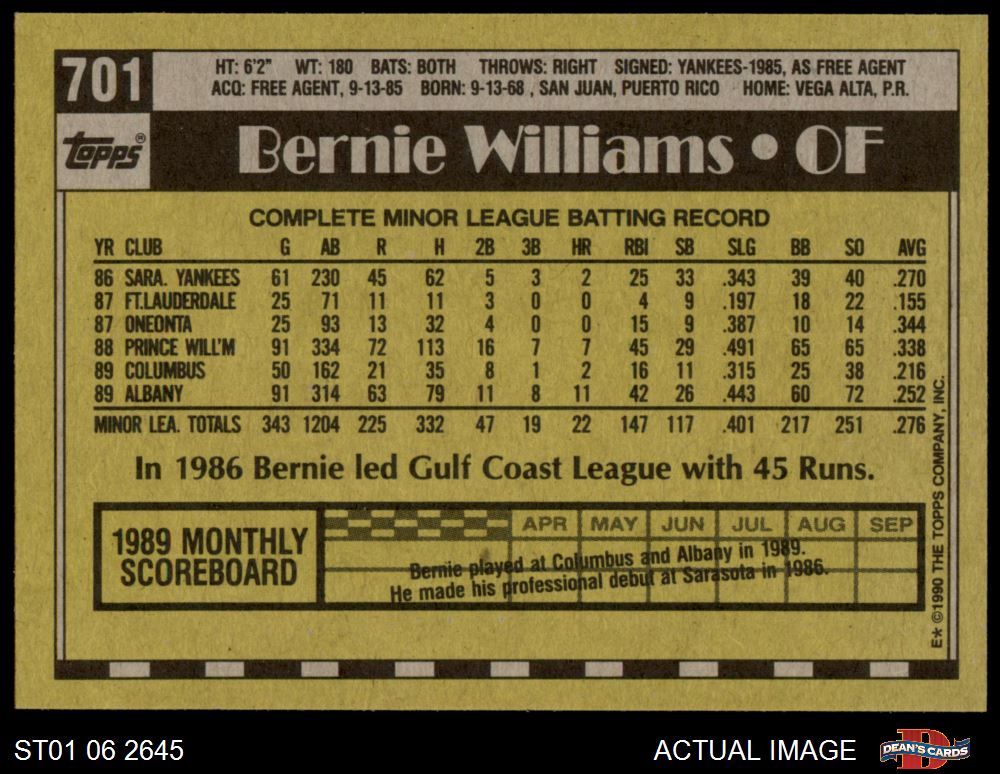 701
HT: 6'2" WT: 180 BATS: BOTH THROWS: RIGHT SIGNED: YANKEES-1985, AS FREE AGENT
ACQ: FREE AGENT, 9-13-85 BORN: 9-13-68 , SAN JUAN, PUERTO RICO HOME: VEGA ALTA, P.R.
topps®
Bernie Williams • OF
COMPLETE MINOR LEAGUE BATTING RECORD
YR CLUB G AB R H 2B 3B HR RBI SB SLG BB SO AVG
86 SARA. YANKEES 61 230 45 62 5 3 2 25 33 .343 39 40 .270
87 FT.LAUDERDALE 25 71 11 11 3 0 0 4 9 .197 18 22 .155
87 ONEONTA 25 93 13 32 4 0 0 15 9 .387 10 14 .344
88 PRINCE WILL'M 91 334 72 113 16 7 7 45 29 .491 65 65 .338
89 COLUMBUS 50 162 21 35 8 1 2 16 11 .315 25 38 .216
89 ALBANY 91 314 63 79 11 8 11 42 26 .443 60 72 .252
MINOR LEA. TOTALS 343 1204 225 332 47 19 22 147 117 .401 217 251 .276
In 1986 Bernie led Gulf Coast League with 45 Runs.
1989 MONTHLY
SCOREBOARD
APR MAY JUN JUL AUG SEP
Bernie played at Columbus and Albany in 1989.
He made his professional debut at Sarasota in 1986.
E* ©1990 THE TOPPS COMPANY, INC.
ST01 06 2645
ACTUAL IMAGE
DEAN'S CARDS